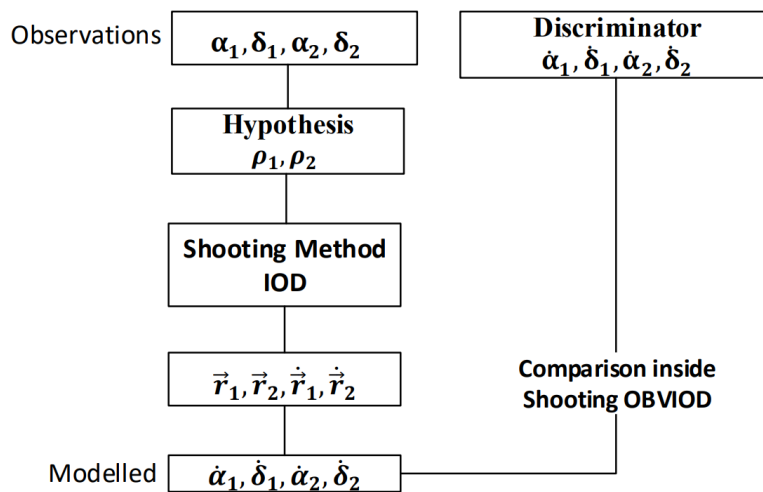 Observations
α₁, δ₁, α₂, δ₂
Discriminator
α̇₁, δ̇₁, α̇₂, δ̇₂
Hypothesis
ρ₁, ρ₂
Shooting Method
IOD
r⃗₁, r⃗₂, ṙ⃗₁, ṙ⃗₂
Comparison inside
Shooting OBVIOD
Modelled
α̇₁, δ̇₁, α̇₂, δ̇₂